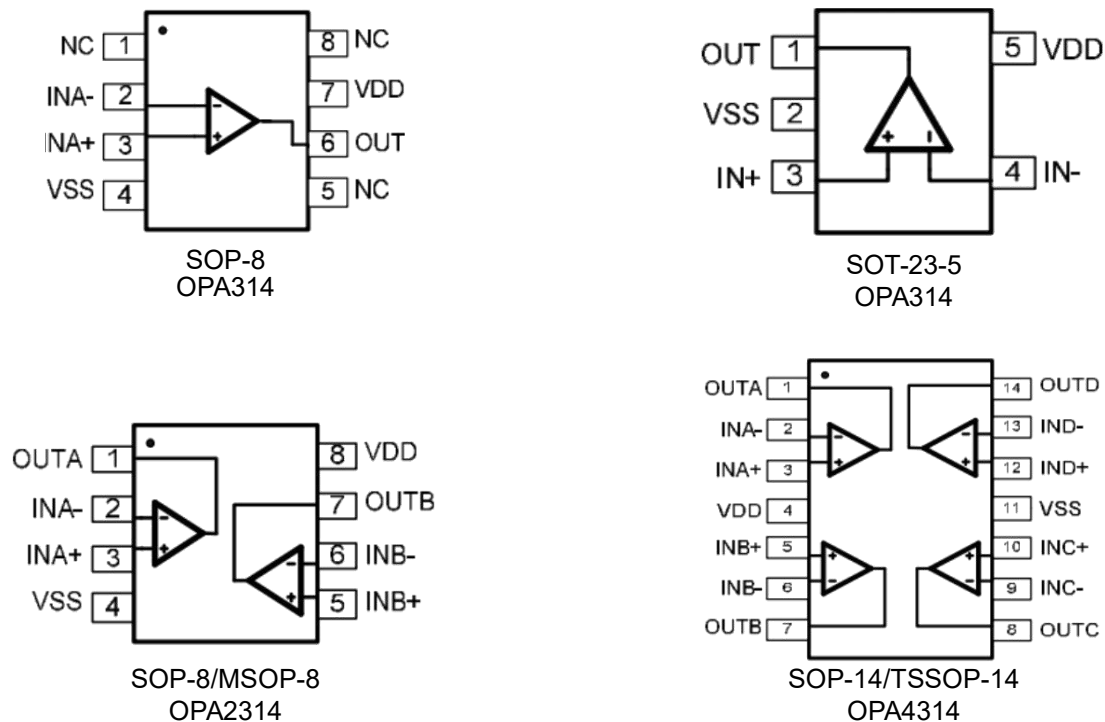 NC 1 8 NC
INA- 2 7 VDD
INA+ 3 6 OUT
VSS 4 5 NC
- +
SOP-8
OPA314
OUT 1 5 VDD
VSS 2
IN+ 3 4 IN-
+ -
SOT-23-5
OPA314
OUTA 1 8 VDD
INA- 2 7 OUTB
INA+ 3 6 INB-
VSS 4 5 INB+
- + - +
SOP-8/MSOP-8
OPA2314
OUTA 1 14 OUTD
INA- 2 13 IND-
INA+ 3 12 IND+
VDD 4 11 VSS
INB+ 5 10 INC+
INB- 6 9 INC-
OUTB 7 8 OUTC
- + - + + - + -
SOP-14/TSSOP-14
OPA4314